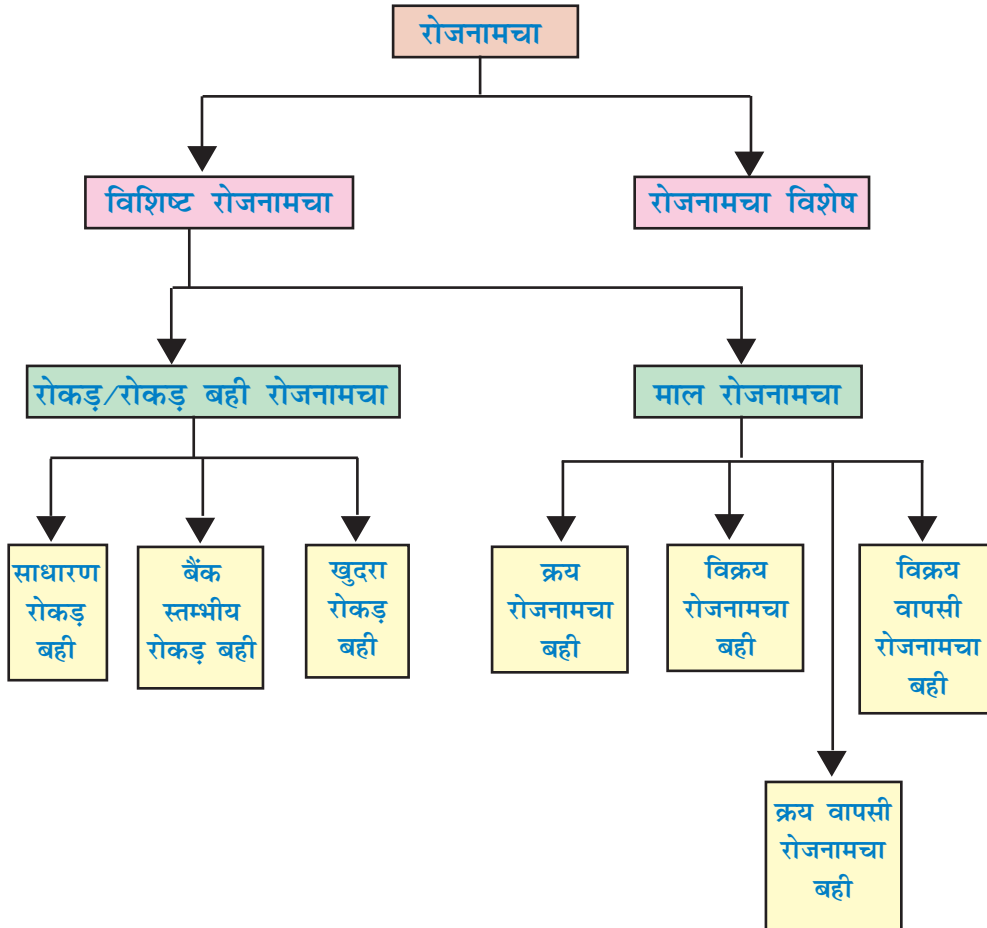 रोजनामचा
विशिष्ट रोजनामचा
रोजनामचा विशेष
रोकड़/रोकड़ बही रोजनामचा
माल रोजनामचा
साधारण
रोकड़
बही
बैंक
स्तम्भीय
रोकड़ बही
खुदरा
रोकड़
बही
क्रय
रोजनामचा
बही
विक्रय
रोजनामचा
बही
विक्रय
वापसी
रोजनामचा
बही
क्रय वापसी
रोजनामचा
बही